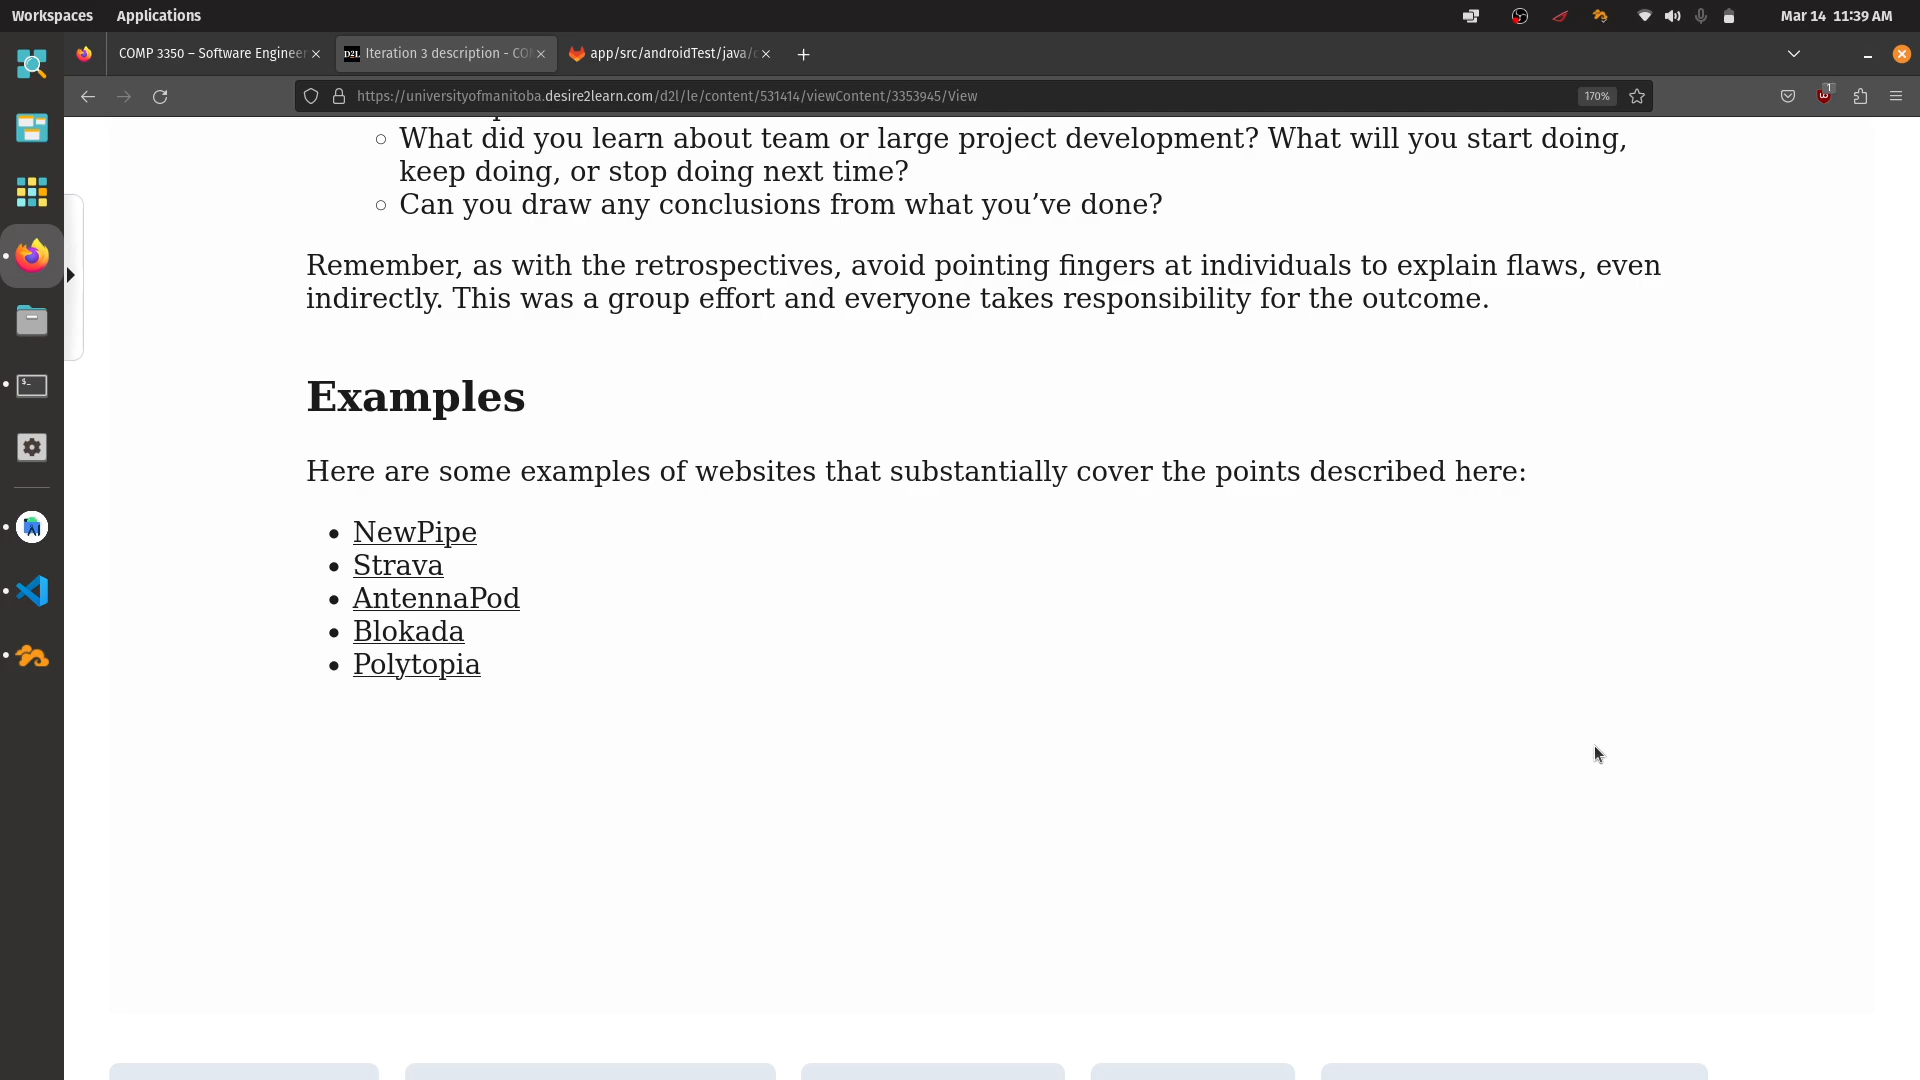 Workspaces Applications Mar 14 11:39 AM
COMP 3350 – Software Engineer D2L Iteration 3 description - CO app/src/androidTest/java/c
https://universityofmanitoba.desire2learn.com/d2l/le/content/531414/viewContent/3353945/View 170% 1
What did you learn about team or large project development? What will you start doing,
keep doing, or stop doing next time?
Can you draw any conclusions from what you’ve done?
Remember, as with the retrospectives, avoid pointing fingers at individuals to explain flaws, even
indirectly. This was a group effort and everyone takes responsibility for the outcome.
Examples
Here are some examples of websites that substantially cover the points described here:
NewPipe
Strava
AntennaPod
Blokada
Polytopia